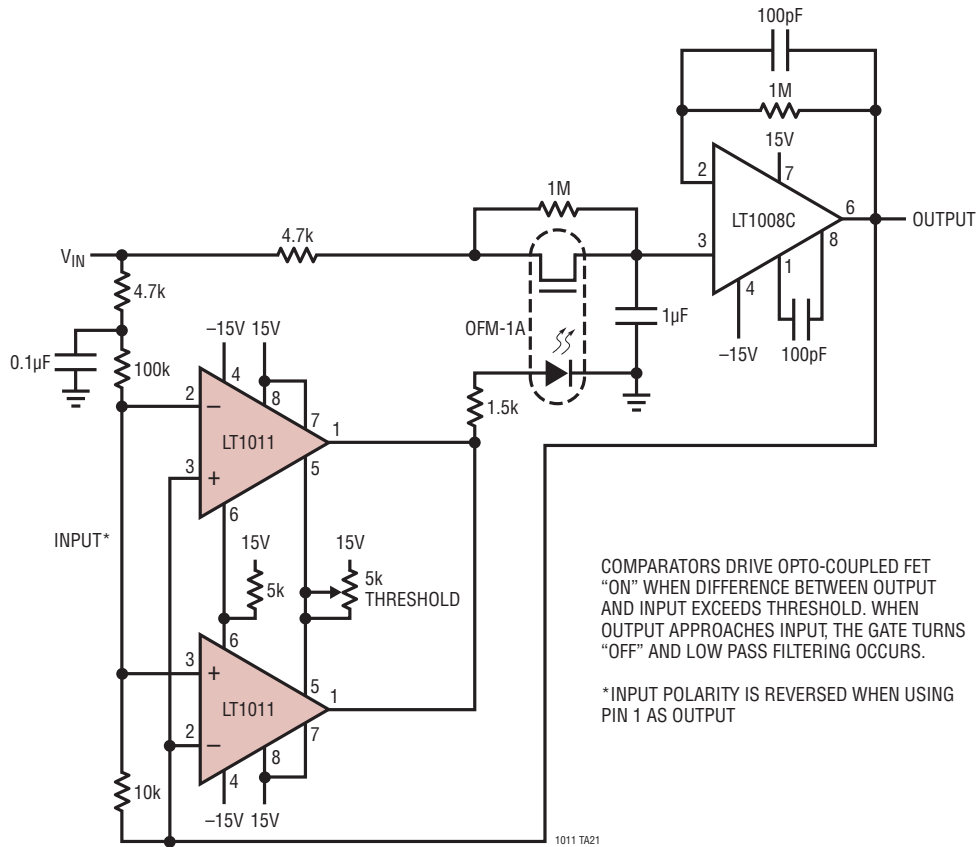 100pF
1M
15V
2
7
LT1008C
6
OUTPUT
3
8
1
4
–15V
100pF
1M
4.7k
VIN
4.7k
OFM-1A
1µF
0.1µF
100k
–15V 15V
4
8
2
–
7
1
1.5k
LT1011
3
+
5
6
INPUT*
15V
5k
15V
5k
THRESHOLD
6
3
+
5
1
LT1011
2
–
7
8
4
10k
–15V 15V
COMPARATORS DRIVE OPTO-COUPLED FET
“ON” WHEN DIFFERENCE BETWEEN OUTPUT
AND INPUT EXCEEDS THRESHOLD. WHEN
OUTPUT APPROACHES INPUT, THE GATE TURNS
“OFF” AND LOW PASS FILTERING OCCURS.
*INPUT POLARITY IS REVERSED WHEN USING
PIN 1 AS OUTPUT
1011 TA21